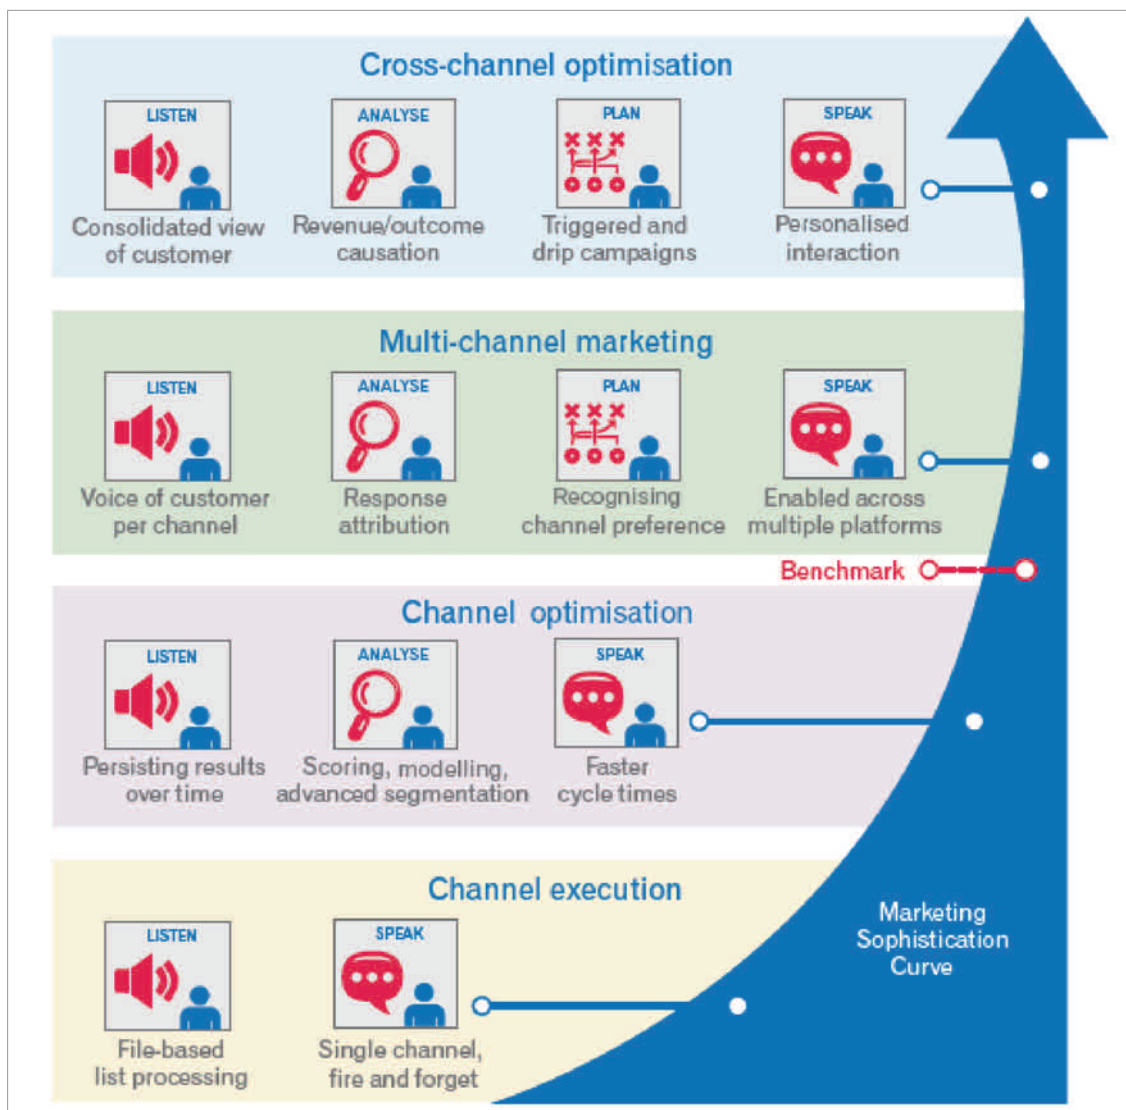 Cross-channel optimisation
LISTEN
ANALYSE
PLAN
SPEAK
Consolidated view
of customer
Revenue/outcome
causation
Triggered and
drip campaigns
Personalised
interaction
Multi-channel marketing
LISTEN
ANALYSE
PLAN
SPEAK
Voice of customer
per channel
Response
attribution
Recognising
channel preference
Enabled across
multiple platforms
Benchmark
Channel optimisation
LISTEN
ANALYSE
SPEAK
Persisting results
over time
Scoring, modelling,
advanced segmentation
Faster
cycle times
Channel execution
LISTEN
SPEAK
File-based
list processing
Single channel,
fire and forget
Marketing
Sophistication
Curve